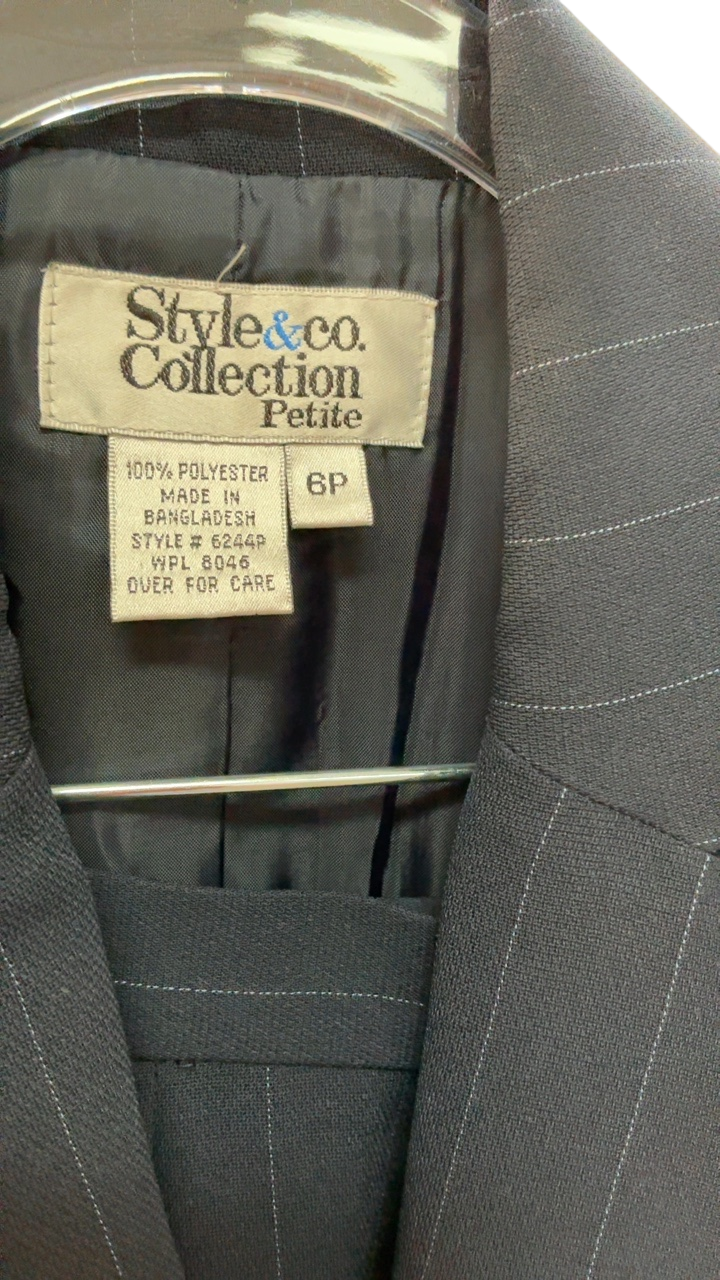 Style&co.
Collection
Petite
6P
100% POLYESTER
MADE IN
BANGLADESH
STYLE # 6244P
WPL 8046
OVER FOR CARE